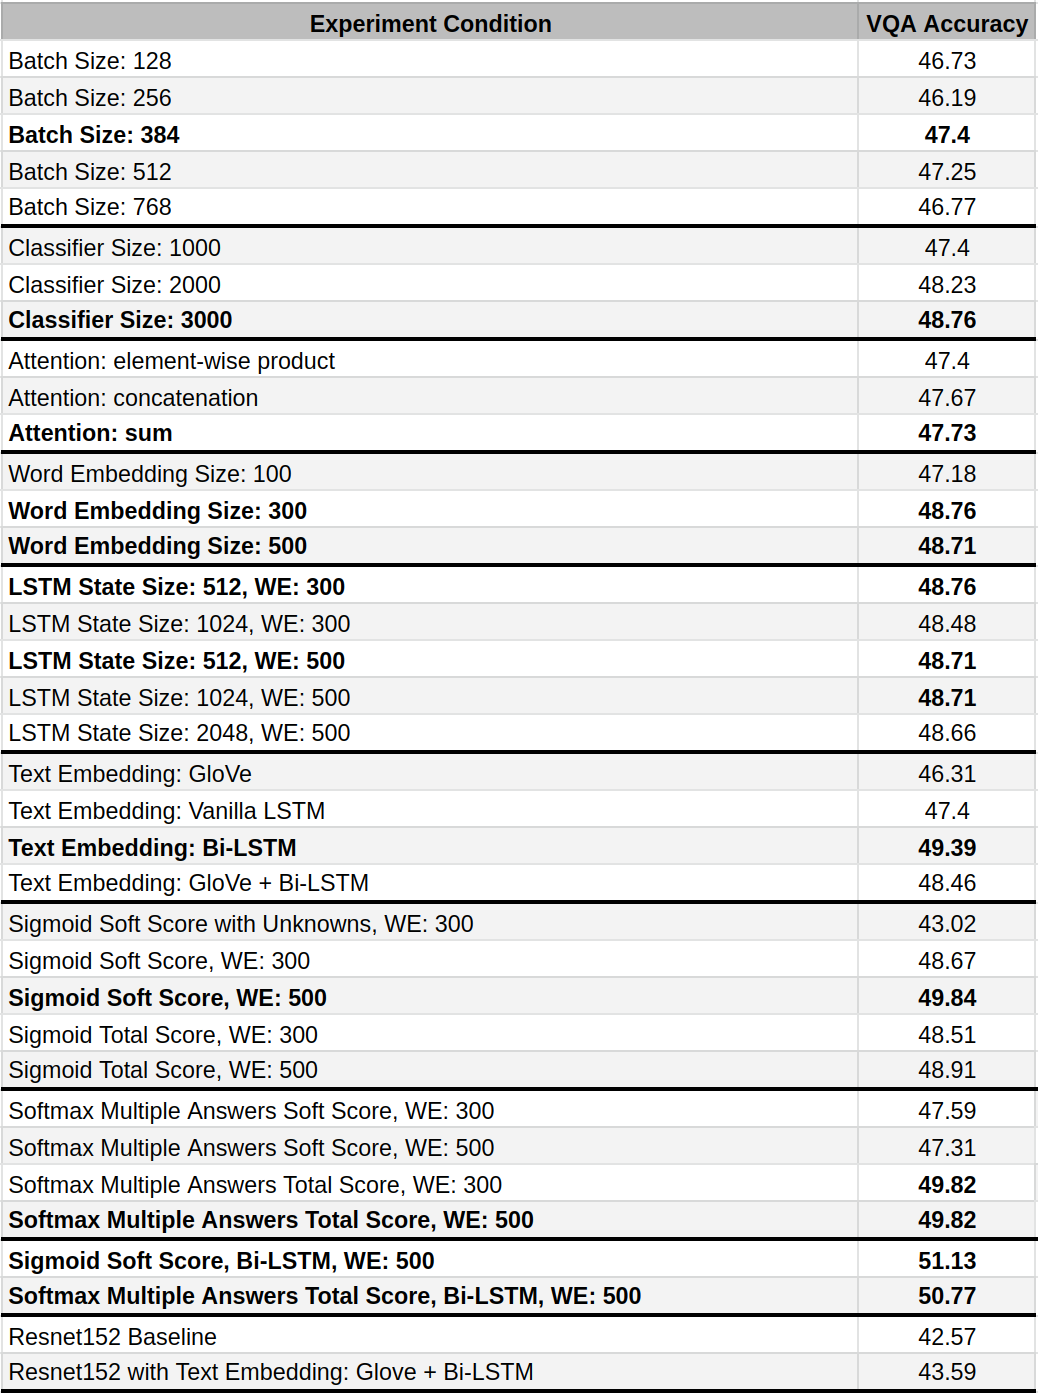 Experiment Condition VQA Accuracy
Batch Size: 128 46.73
Batch Size: 256 46.19
Batch Size: 384 47.4
Batch Size: 512 47.25
Batch Size: 768 46.77
Classifier Size: 1000 47.4
Classifier Size: 2000 48.23
Classifier Size: 3000 48.76
Attention: element-wise product 47.4
Attention: concatenation 47.67
Attention: sum 47.73
Word Embedding Size: 100 47.18
Word Embedding Size: 300 48.76
Word Embedding Size: 500 48.71
LSTM State Size: 512, WE: 300 48.76
LSTM State Size: 1024, WE: 300 48.48
LSTM State Size: 512, WE: 500 48.71
LSTM State Size: 1024, WE: 500 48.71
LSTM State Size: 2048, WE: 500 48.66
Text Embedding: GloVe 46.31
Text Embedding: Vanilla LSTM 47.4
Text Embedding: Bi-LSTM 49.39
Text Embedding: GloVe + Bi-LSTM 48.46
Sigmoid Soft Score with Unknowns, WE: 300 43.02
Sigmoid Soft Score, WE: 300 48.67
Sigmoid Soft Score, WE: 500 49.84
Sigmoid Total Score, WE: 300 48.51
Sigmoid Total Score, WE: 500 48.91
Softmax Multiple Answers Soft Score, WE: 300 47.59
Softmax Multiple Answers Soft Score, WE: 500 47.31
Softmax Multiple Answers Total Score, WE: 300 49.82
Softmax Multiple Answers Total Score, WE: 500 49.82
Sigmoid Soft Score, Bi-LSTM, WE: 500 51.13
Softmax Multiple Answers Total Score, Bi-LSTM, WE: 500 50.77
Resnet152 Baseline 42.57
Resnet152 with Text Embedding: Glove + Bi-LSTM 43.59